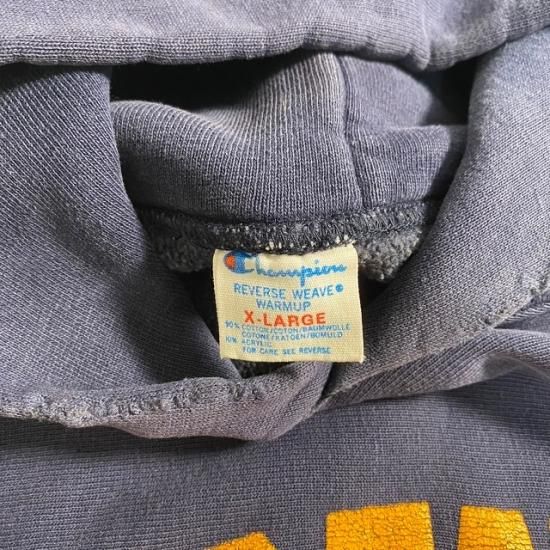 Champion
REVERSE WEAVE®
WARMUP
X-LARGE
90% COTTON/COTON/BAUMWOLLE
COTONE/KATOEN/BOMULD
10% ACRYLIC
FOR CARE SEE REVERSE